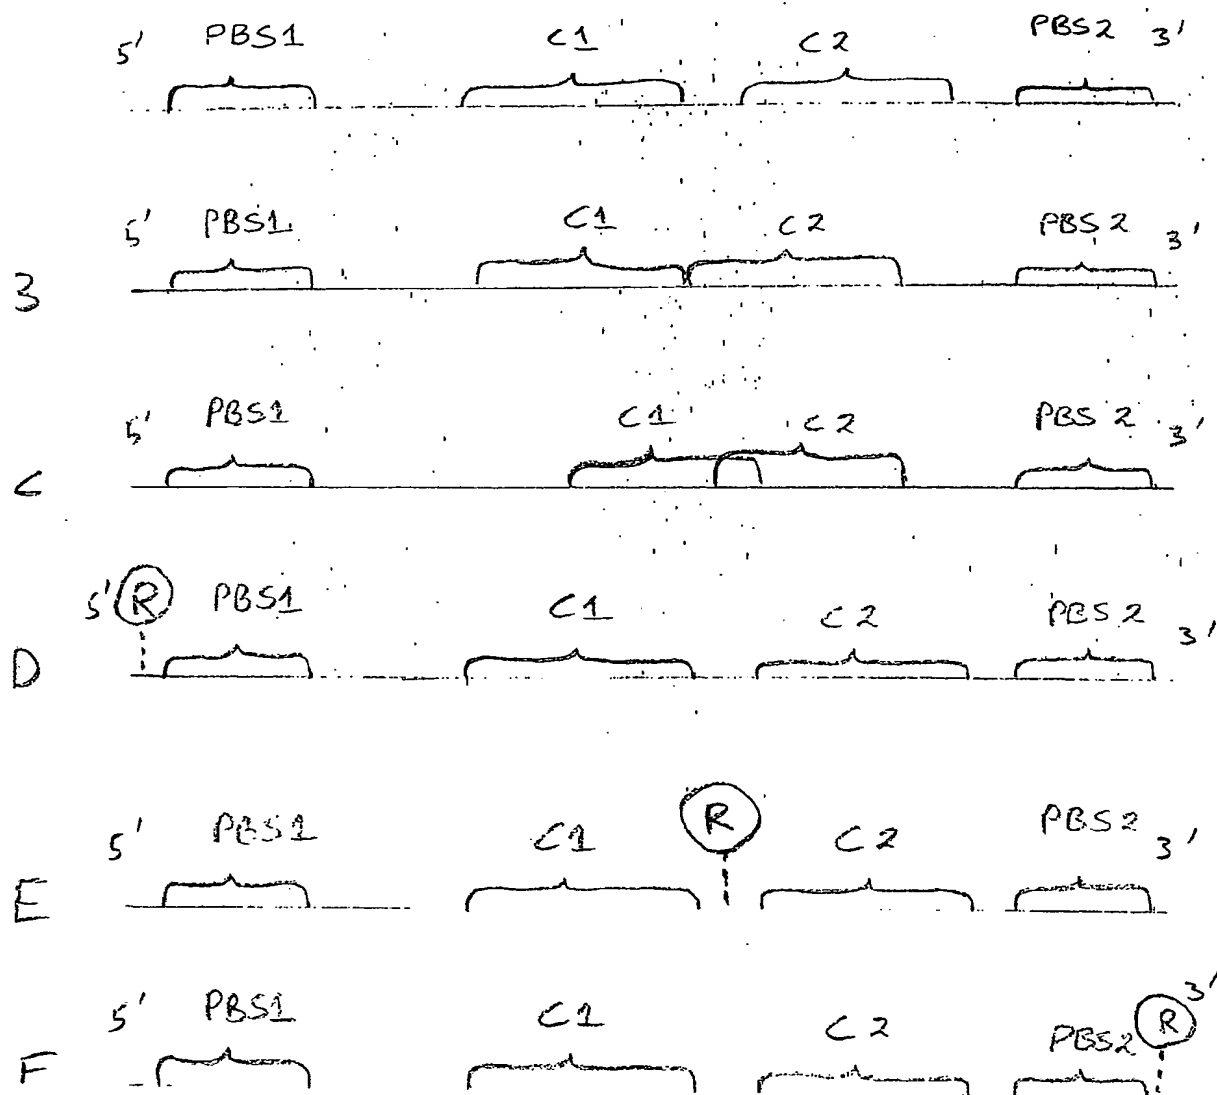 5' PBS1 C1 C2 PBS2 3'
5' PBS1 C1 C2 PBS2 3'
3
5' PBS1 C1 C2 PBS2 3'
C
5' R PBS1 C1 C2 PBS2 3'
D
R
5' PBS1 C1 C2 PBS2 3'
E
5' PBS1 C1 C2 PBS2 R 3'
F